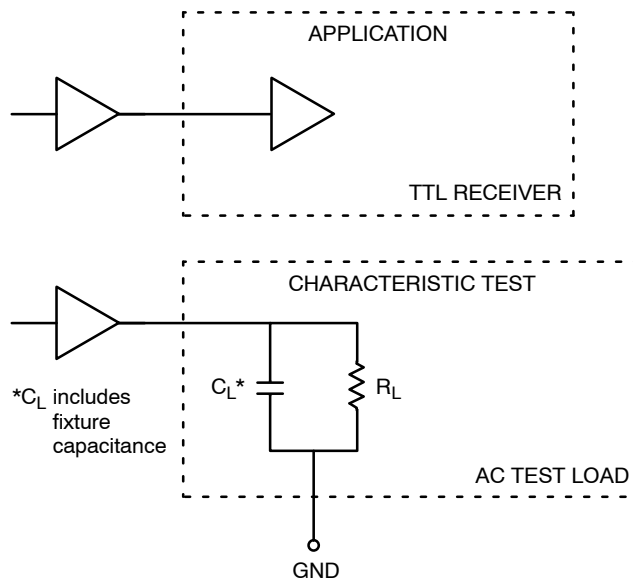 APPLICATION
TTL RECEIVER
CHARACTERISTIC TEST
*CL includes
fixture
capacitance
CL*
RL
AC TEST LOAD
GND